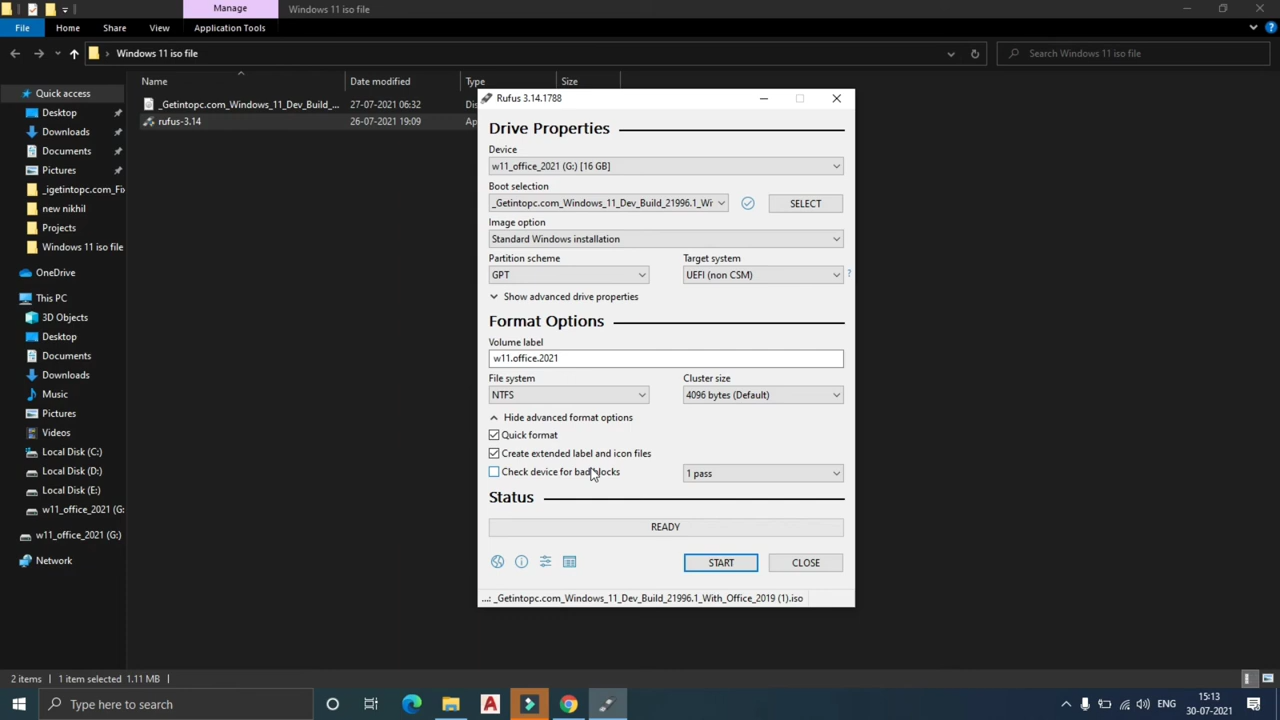 Manage
Windows 11 iso file
File
Home
Share
View
Application Tools
Windows 11 iso file
Search Windows 11 iso file
Name
Date modified
Type
Size
_Getintopc.com_Windows_11_Dev_Build_...
27-07-2021 06:32
rufus-3.14
26-07-2021 19:09
Quick access
Desktop
Downloads
Documents
Pictures
_igetintopc.com_Fix
new nikhil
Projects
Windows 11 iso file
OneDrive
This PC
3D Objects
Desktop
Documents
Downloads
Music
Pictures
Videos
Local Disk (C:)
Local Disk (D:)
Local Disk (E:)
w11_office_2021 (G:
w11_office_2021 (G:)
Network
Rufus 3.14.1788
Drive Properties
Device
w11_office_2021 (G:) [16 GB]
Boot selection
_Getintopc.com_Windows_11_Dev_Build_21996.1_Wi
SELECT
Image option
Standard Windows installation
Partition scheme
Target system
GPT
UEFI (non CSM)
?
Show advanced drive properties
Format Options
Volume label
w11.office.2021
File system
Cluster size
NTFS
4096 bytes (Default)
Hide advanced format options
Quick format
Create extended label and icon files
Check device for bad blocks
1 pass
Status
READY
START
CLOSE
...: _Getintopc.com_Windows_11_Dev_Build_21996.1_With_Office_2019 (1).iso
2 items
1 item selected 1.11 MB
Type here to search
ENG
15:13
30-07-2021